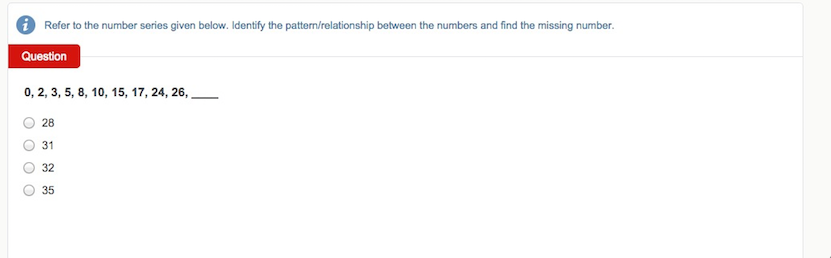 Refer to the number series given below. Identify the pattern/relationship between the numbers and find the missing number.
Question
0, 2, 3, 5, 8, 10, 15, 17, 24, 26, ____
28
31
32
35